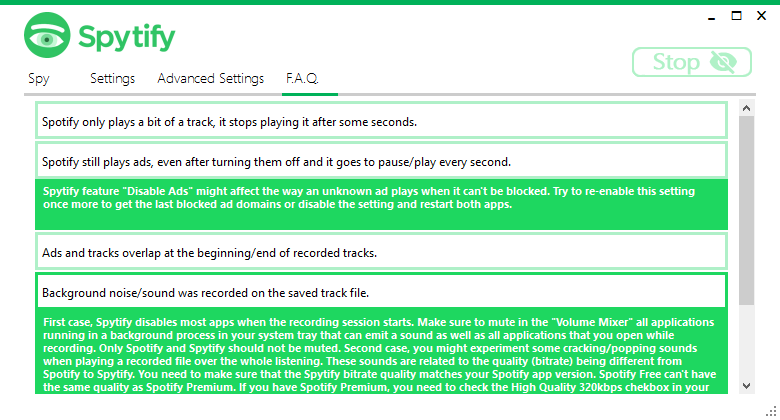 Spytify
Stop
Spy Settings Advanced Settings F.A.Q.
Spotify only plays a bit of a track, it stops playing it after some seconds.
Spotify still plays ads, even after turning them off and it goes to pause/play every second.
Spytify feature "Disable Ads" might affect the way an unknown ad plays when it can't be blocked. Try to re-enable this setting
once more to get the last blocked ad domains or disable the setting and restart both apps.
Ads and tracks overlap at the beginning/end of recorded tracks.
Background noise/sound was recorded on the saved track file.
First case, Spytify disables most apps when the recording session starts. Make sure to mute in the "Volume Mixer" all applications
running in a background process in your system tray that can emit a sound as well as all applications that you open while
recording. Only Spotify and Spytify should not be muted. Second case, you might experiment some cracking/popping sounds
when playing a recorded file over the whole listening. These sounds are related to the quality (bitrate) being different from
Spotify to Spytify. You need to make sure that the Spytify bitrate quality matches your Spotify app version. Spotify Free can't have
the same quality as Spotify Premium. If you have Spotify Premium, you need to check the High Quality 320kbps chekbox in your